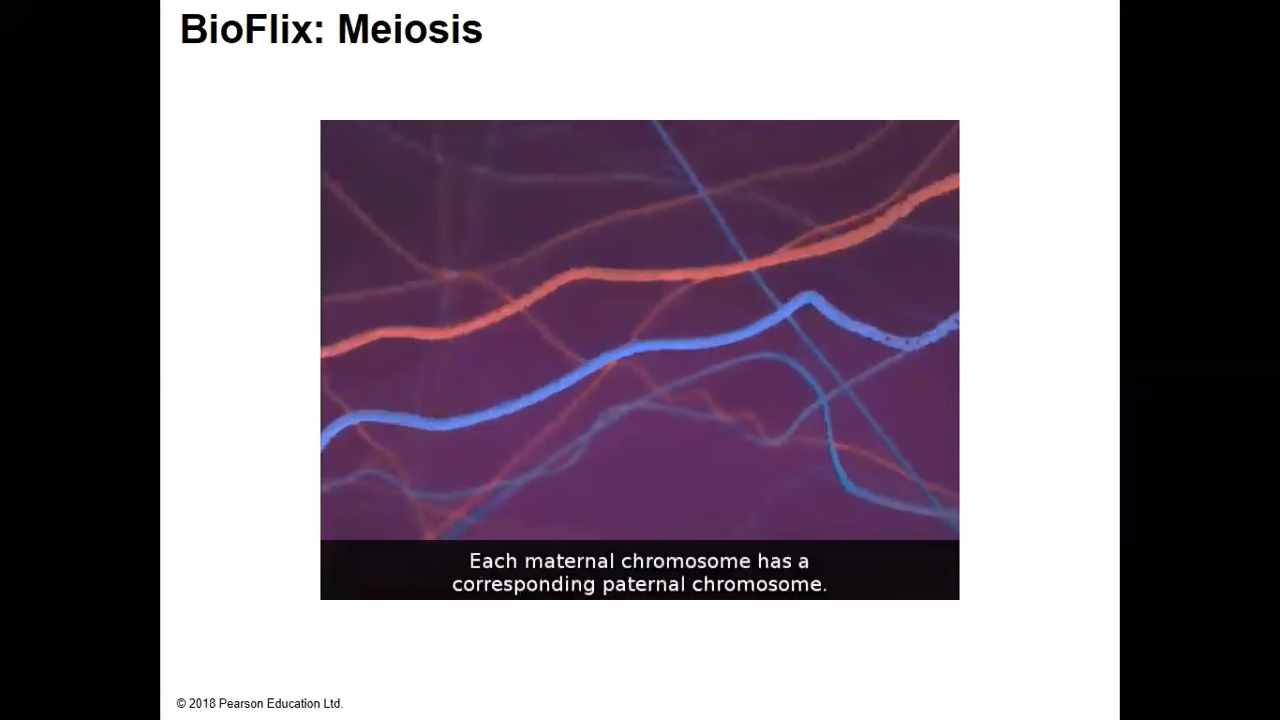 BioFlix: Meiosis
Each maternal chromosome has a
corresponding paternal chromosome.
© 2018 Pearson Education Ltd.